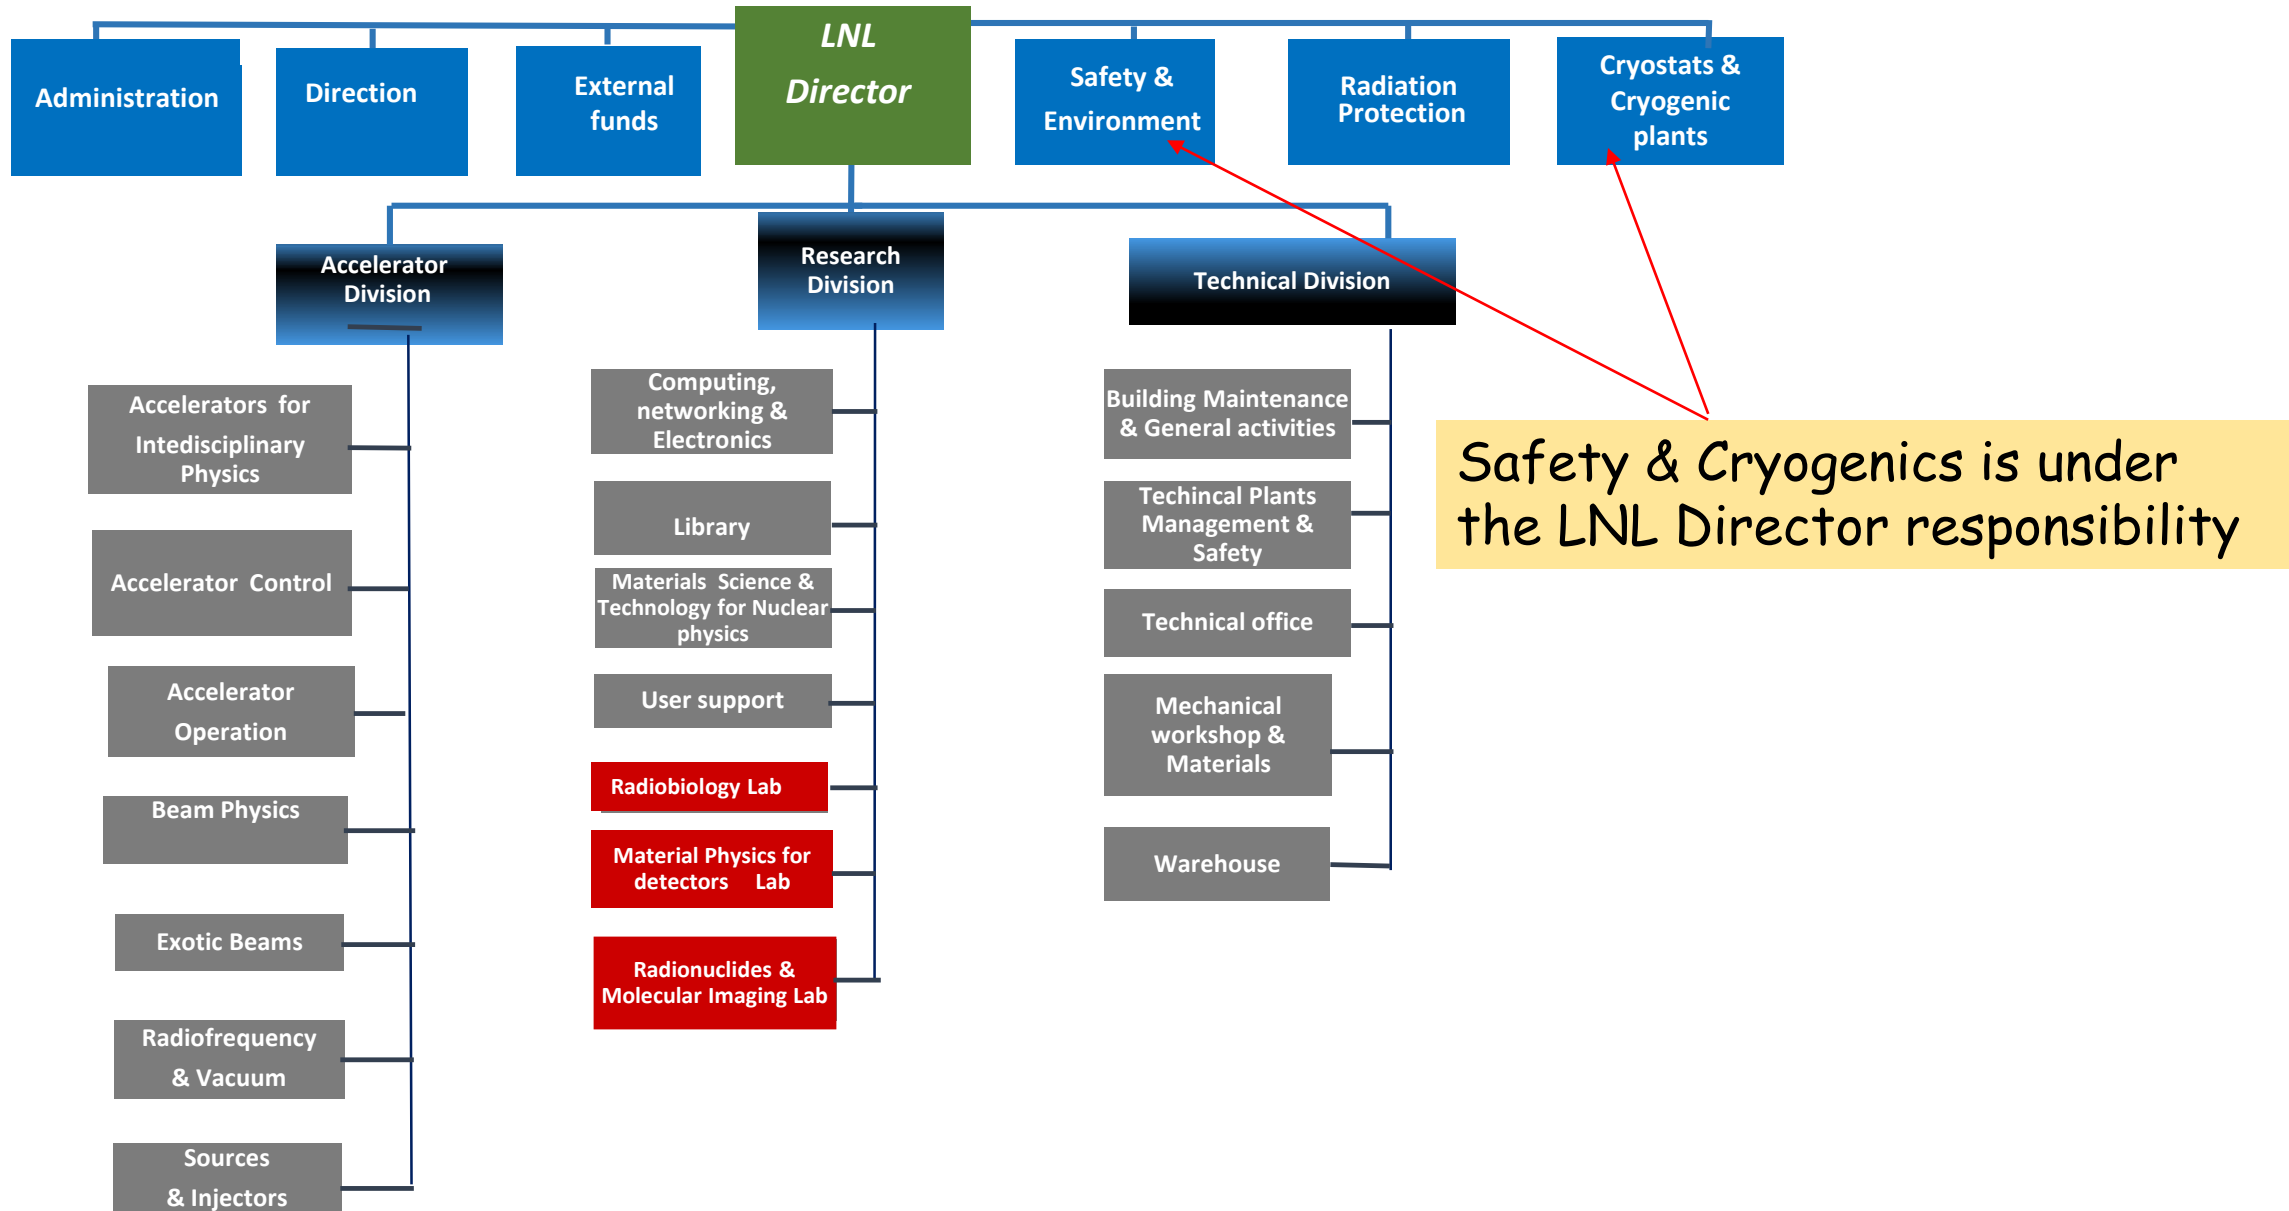 Administration
Direction
External
funds
LNL
Director
Safety &
Environment
Radiation
Protection
Cryostats &
Cryogenic
plants
Accelerator
Division
Research
Division
Technical Division
Accelerators for
Intedisciplinary
Physics
Accelerator Control
Accelerator
Operation
Beam Physics
Exotic Beams
Radiofrequency
& Vacuum
Sources
& Injectors
Computing,
networking &
Electronics
Library
Materials Science &
Technology for Nuclear
physics
User support
Radiobiology Lab
Material Physics for
detectors Lab
Radionuclides &
Molecular Imaging Lab
Building Maintenance
& General activities
Techincal Plants
Management &
Safety
Technical office
Mechanical
workshop &
Materials
Warehouse
Safety & Cryogenics is under
the LNL Director responsibility